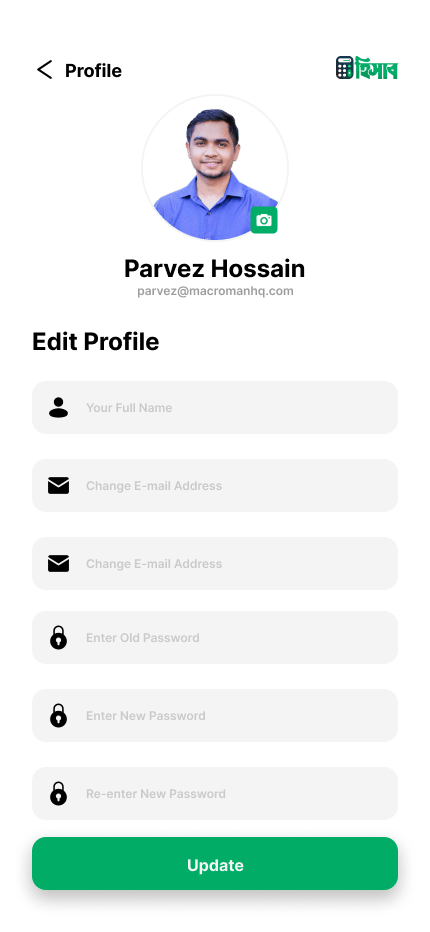 Profile
হিসাব
Parvez Hossain
parvez@macromanhq.com
Edit Profile
Your Full Name
Change E-mail Address
Change E-mail Address
Enter Old Password
Enter New Password
Re-enter New Password
Update